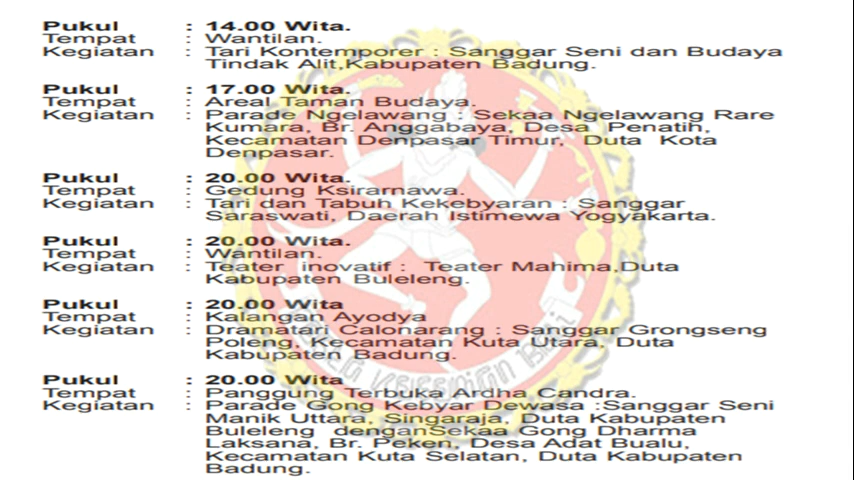 Pukul : 14.00 Wita.
Tempat : Wantilan.
Kegiatan : Tari Kontemporer : Sanggar Seni dan Budaya
Tindak Alit,Kabupaten Badung.
Pukul : 17.00 Wita.
Tempat : Areal Taman Budaya.
Kegiatan : Parade Ngelawang : Sekaa Ngelawang Rare
Kumara, Br. Anggabaya, Desa Penatih,
Kecamatan Denpasar Timur, Duta Kota
Denpasar.
Pukul : 20.00 Wita.
Tempat : Gedung Ksirarnawa.
Kegiatan : Tari dan Tabuh Kekebyaran : Sanggar
Saraswati, Daerah Istimewa Yogyakarta.
Pukul : 20.00 Wita.
Tempat : Wantilan.
Kegiatan : Teater inovatif : Teater Mahima,Duta
Kabupaten Buleleng.
Pukul : 20.00 Wita
Tempat : Kalangan Ayodya
Kegiatan : Dramatari Calonarang : Sanggar Grongseng
Poleng, Kecamatan Kuta Utara, Duta
Kabupaten Badung.
Pukul : 20.00 Wita
Tempat : Panggung Terbuka Ardha Candra.
Kegiatan : Parade Gong Kebyar Dewasa :Sanggar Seni
Manik Uttara, Singaraja, Duta Kabupaten
Buleleng denganSekaa Gong Dharma
Laksana, Br. Peken, Desa Adat Bualu,
Kecamatan Kuta Selatan, Duta Kabupaten
Badung.